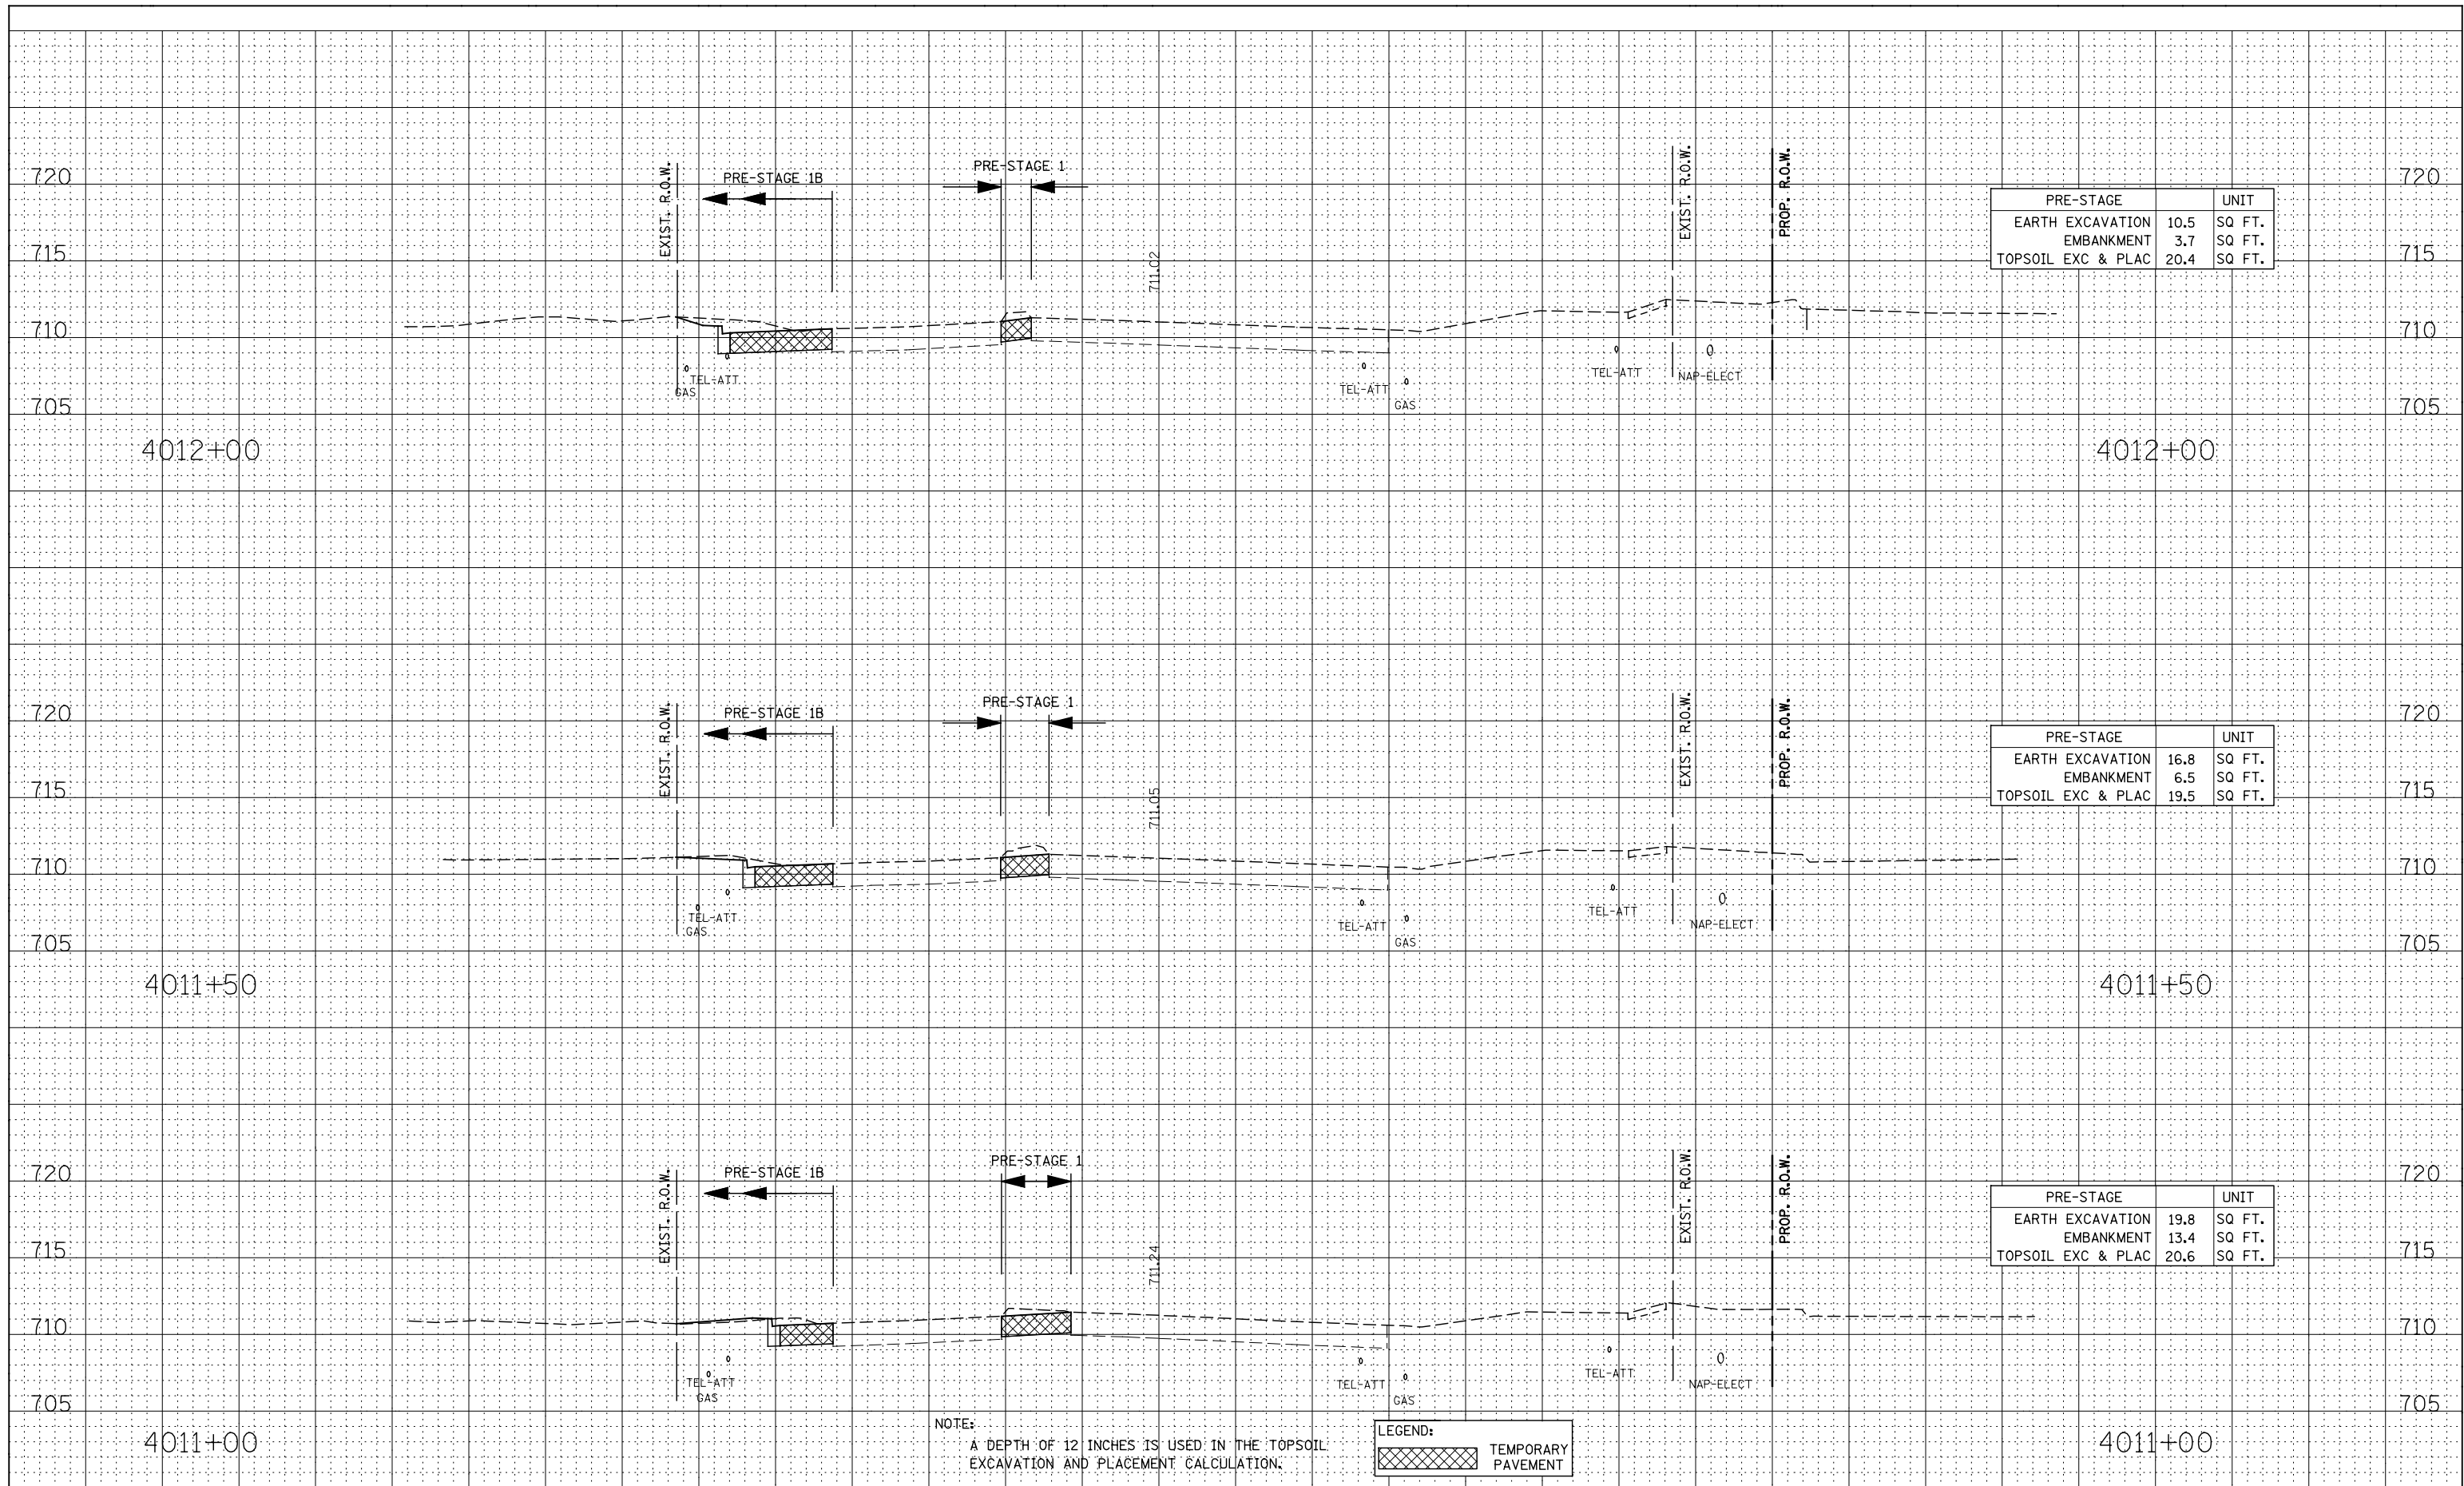 PRE-STAGE 1
PRE-STAGE 1B
EXIST. R.O.W.
EXIST. R.O.W.
PROP. R.O.W.
720
720
PRE-STAGE UNIT
EARTH EXCAVATION 10.5 SQ FT.
EMBANKMENT 3.7 SQ FT.
TOPSOIL EXC & PLAC 20.4 SQ FT.
715
711.02
715
710
710
TEL-ATT
GAS
TEL-ATT
GAS
TEL-ATT
NAP-ELECT
705
705
4012+00
4012+00
PRE-STAGE 1
PRE-STAGE 1B
EXIST. R.O.W.
EXIST. R.O.W.
PROP. R.O.W.
720
720
PRE-STAGE UNIT
EARTH EXCAVATION 16.8 SQ FT.
EMBANKMENT 6.5 SQ FT.
TOPSOIL EXC & PLAC 19.5 SQ FT.
715
711.05
715
710
710
TEL-ATT
GAS
TEL-ATT
GAS
TEL-ATT
NAP-ELECT
705
705
4011+50
4011+50
PRE-STAGE 1
PRE-STAGE 1B
EXIST. R.O.W.
EXIST. R.O.W.
PROP. R.O.W.
720
720
PRE-STAGE UNIT
EARTH EXCAVATION 19.8 SQ FT.
EMBANKMENT 13.4 SQ FT.
TOPSOIL EXC & PLAC 20.6 SQ FT.
715
711.24
715
710
710
TEL-ATT
GAS
TEL-ATT
GAS
TEL-ATT
NAP-ELECT
705
705
4011+00
4011+00
NOTE:
A DEPTH OF 12 INCHES IS USED IN THE TOPSOIL
EXCAVATION AND PLACEMENT CALCULATION.
LEGEND:
TEMPORARY
PAVEMENT